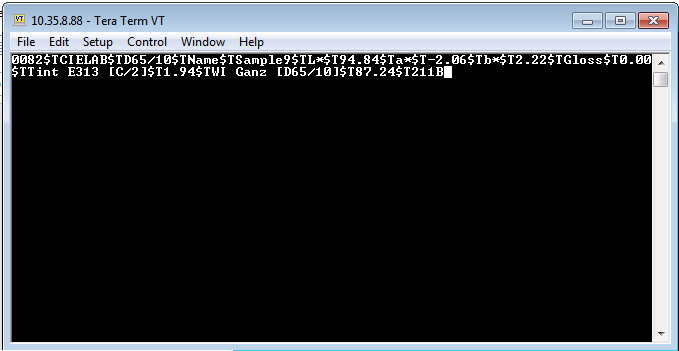 10.35.8.88 - Tera Term VT
File Edit Setup Control Window Help
0082$TCIELAB$TD65/10$TName$TSample9$TL*$T94.84$Ta*$T-2.06$Tb*$T2.22$TGloss$T0.00
$TTint E313 [C/2]$T1.94$TWI Ganz [D65/10]$T87.24$T211B